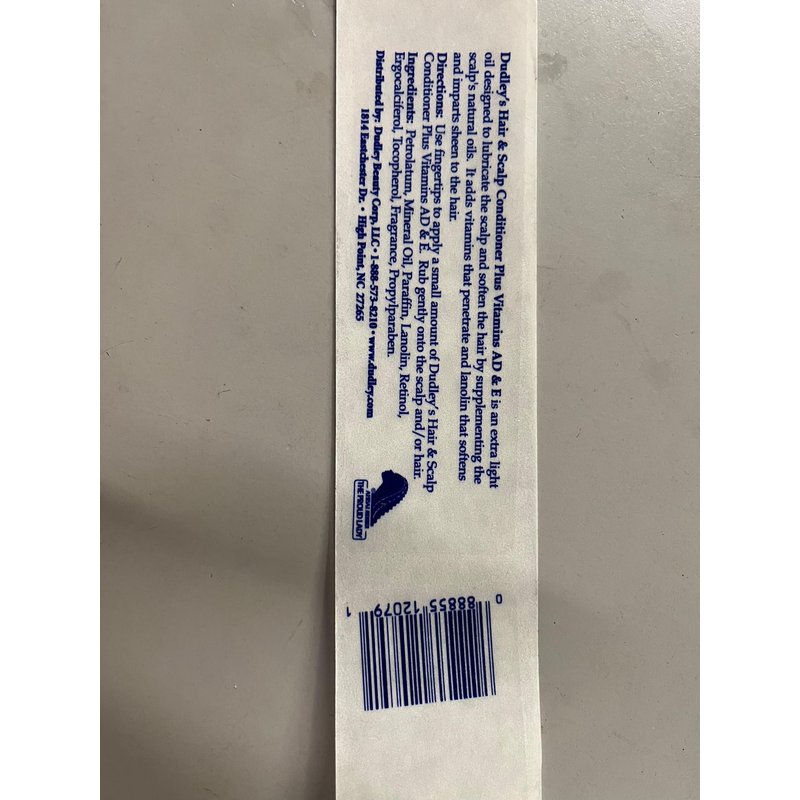 Dudley's Hair & Scalp Conditioner Plus Vitamins AD & E is an extra light
oil designed to lubricate the scalp and soften the hair by supplementing the
scalp's natural oils. It adds vitamins that penetrate and lanolin that softens
and imparts sheen to the hair.
Directions: Use fingertips to apply a small amount of Dudley's Hair & Scalp
Conditioner Plus Vitamins AD & E. Rub gently onto the scalp and/or hair.
Ingredients: Petrolatum, Mineral Oil, Paraffin, Lanolin, Retinol,
Ergocalciferol, Tocopherol, Fragrance, Propylparaben.
Distributed by: Dudley Beauty Corp, LLC • 1-888-573-8210 • www.dudley.com
1814 Eastchester Dr. • High Point, NC 27265
THE PROUD LADY
0 88855 12079 1